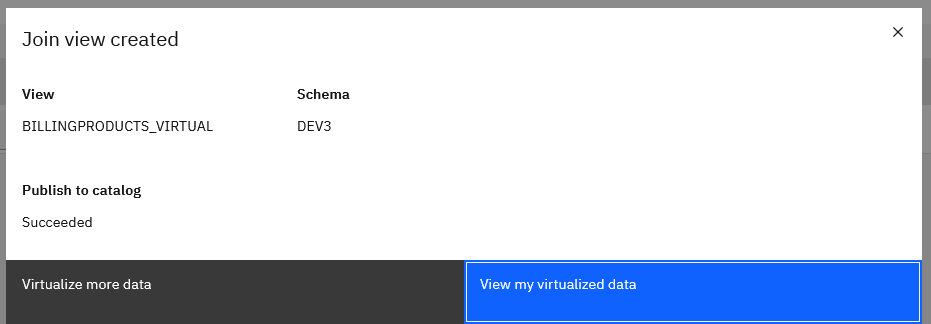 Join view created
View Schema
BILLINGPRODUCTS_VIRTUAL DEV3
Publish to catalog
Succeeded
Virtualize more data View my virtualized data